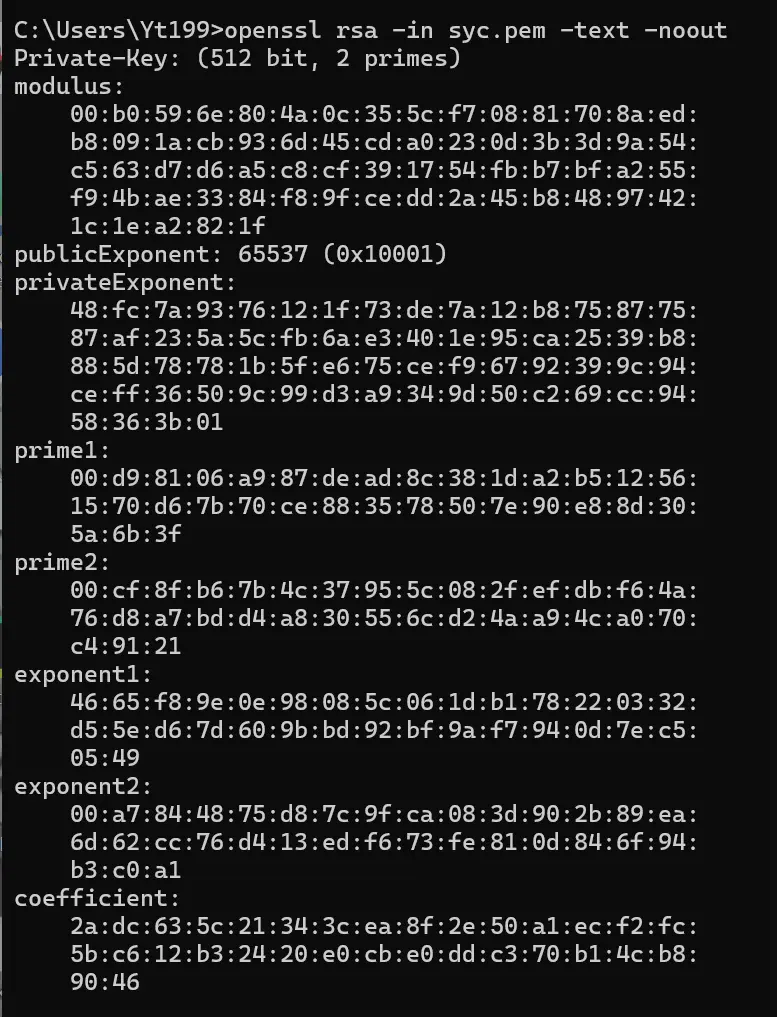 C:\Users\Yt199>openssl rsa -in syc.pem -text -noout
Private-Key: (512 bit, 2 primes)
modulus:
00:b0:59:6e:80:4a:0c:35:5c:f7:08:81:70:8a:ed:
b8:09:1a:cb:93:6d:45:cd:a0:23:0d:3b:3d:9a:54:
c5:63:d7:d6:a5:c8:cf:39:17:54:fb:b7:bf:a2:55:
f9:4b:ae:33:84:f8:9f:ce:dd:2a:45:b8:48:97:42:
1c:1e:a2:82:1f
publicExponent: 65537 (0x10001)
privateExponent:
48:fc:7a:93:76:12:1f:73:de:7a:12:b8:75:87:75:
87:af:23:5a:5c:fb:6a:e3:40:1e:95:ca:25:39:b8:
88:5d:78:78:1b:5f:e6:75:ce:f9:67:92:39:9c:94:
ce:ff:36:50:9c:99:d3:a9:34:9d:50:c2:69:cc:94:
58:36:3b:01
prime1:
00:d9:81:06:a9:87:de:ad:8c:38:1d:a2:b5:12:56:
15:70:d6:7b:70:ce:88:35:78:50:7e:90:e8:8d:30:
5a:6b:3f
prime2:
00:cf:8f:b6:7b:4c:37:95:5c:08:2f:ef:db:f6:4a:
76:d8:a7:bd:d4:a8:30:55:6c:d2:4a:a9:4c:a0:70:
c4:91:21
exponent1:
46:65:f8:9e:0e:98:08:5c:06:1d:b1:78:22:03:32:
d5:5e:d6:7d:60:9b:bd:92:bf:9a:f7:94:0d:7e:c5:
05:49
exponent2:
00:a7:84:48:75:d8:7c:9f:ca:08:3d:90:2b:89:ea:
6d:62:cc:76:d4:13:ed:f6:73:fe:81:0d:84:6f:94:
b3:c0:a1
coefficient:
2a:dc:63:5c:21:34:3c:ea:8f:2e:50:a1:ec:f2:fc:
5b:c6:12:b3:24:20:e0:cb:e0:dd:c3:70:b1:4c:b8:
90:46